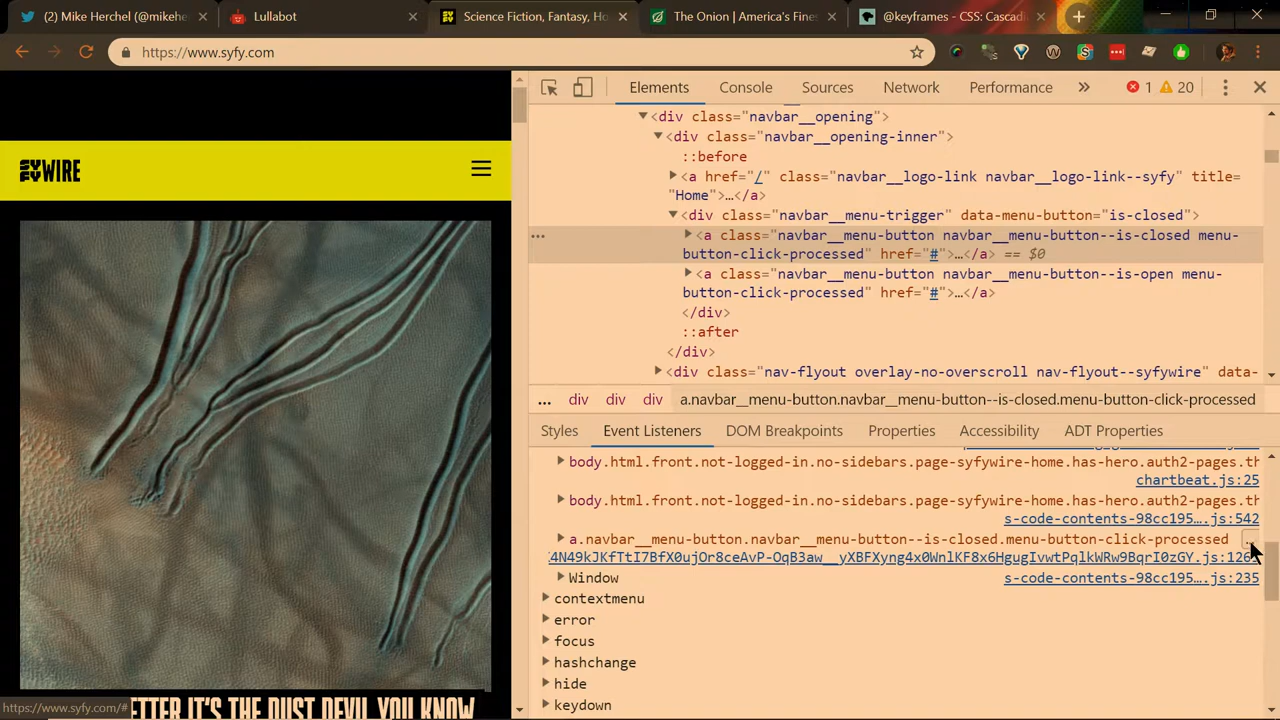 (2) Mike Herchel (@mikehe
Lullabot
Science Fiction, Fantasy, Ho
The Onion | America's Fines
@keyframes - CSS: Cascadi
https://www.syfy.com
Elements
Console
Sources
Network
Performance
1
20
<div class="navbar__opening">
<div class="navbar__opening-inner">
::before
<a href="/" class="navbar__logo-link navbar__logo-link--syfy" title=
"Home">…</a>
<div class="navbar__menu-trigger" data-menu-button="is-closed">
<a class="navbar__menu-button navbar__menu-button--is-closed menu-
button-click-processed" href="#">…</a> == $0
<a class="navbar__menu-button navbar__menu-button--is-open menu-
button-click-processed" href="#">…</a>
</div>
::after
</div>
<div class="nav-flyout overlay-no-overscroll nav-flyout--syfywire" data-
... div div div a.navbar__menu-button.navbar__menu-button--is-closed.menu-button-click-processed
Styles
Event Listeners
DOM Breakpoints
Properties
Accessibility
ADT Properties
body.html.front.not-logged-in.no-sidebars.page-syfywire-home.has-hero.auth2-pages.th
chartbeat.js:25
body.html.front.not-logged-in.no-sidebars.page-syfywire-home.has-hero.auth2-pages.th
s-code-contents-98cc195….js:542
a.navbar__menu-button.navbar__menu-button--is-closed.menu-button-click-processed
Window
s-code-contents-98cc195….js:235
contextmenu
error
focus
hashchange
hide
keydown
SYFYWIRE
https://www.syfy.com/#
ETTER IT'S THE DUST DEVIL YOU KNOW